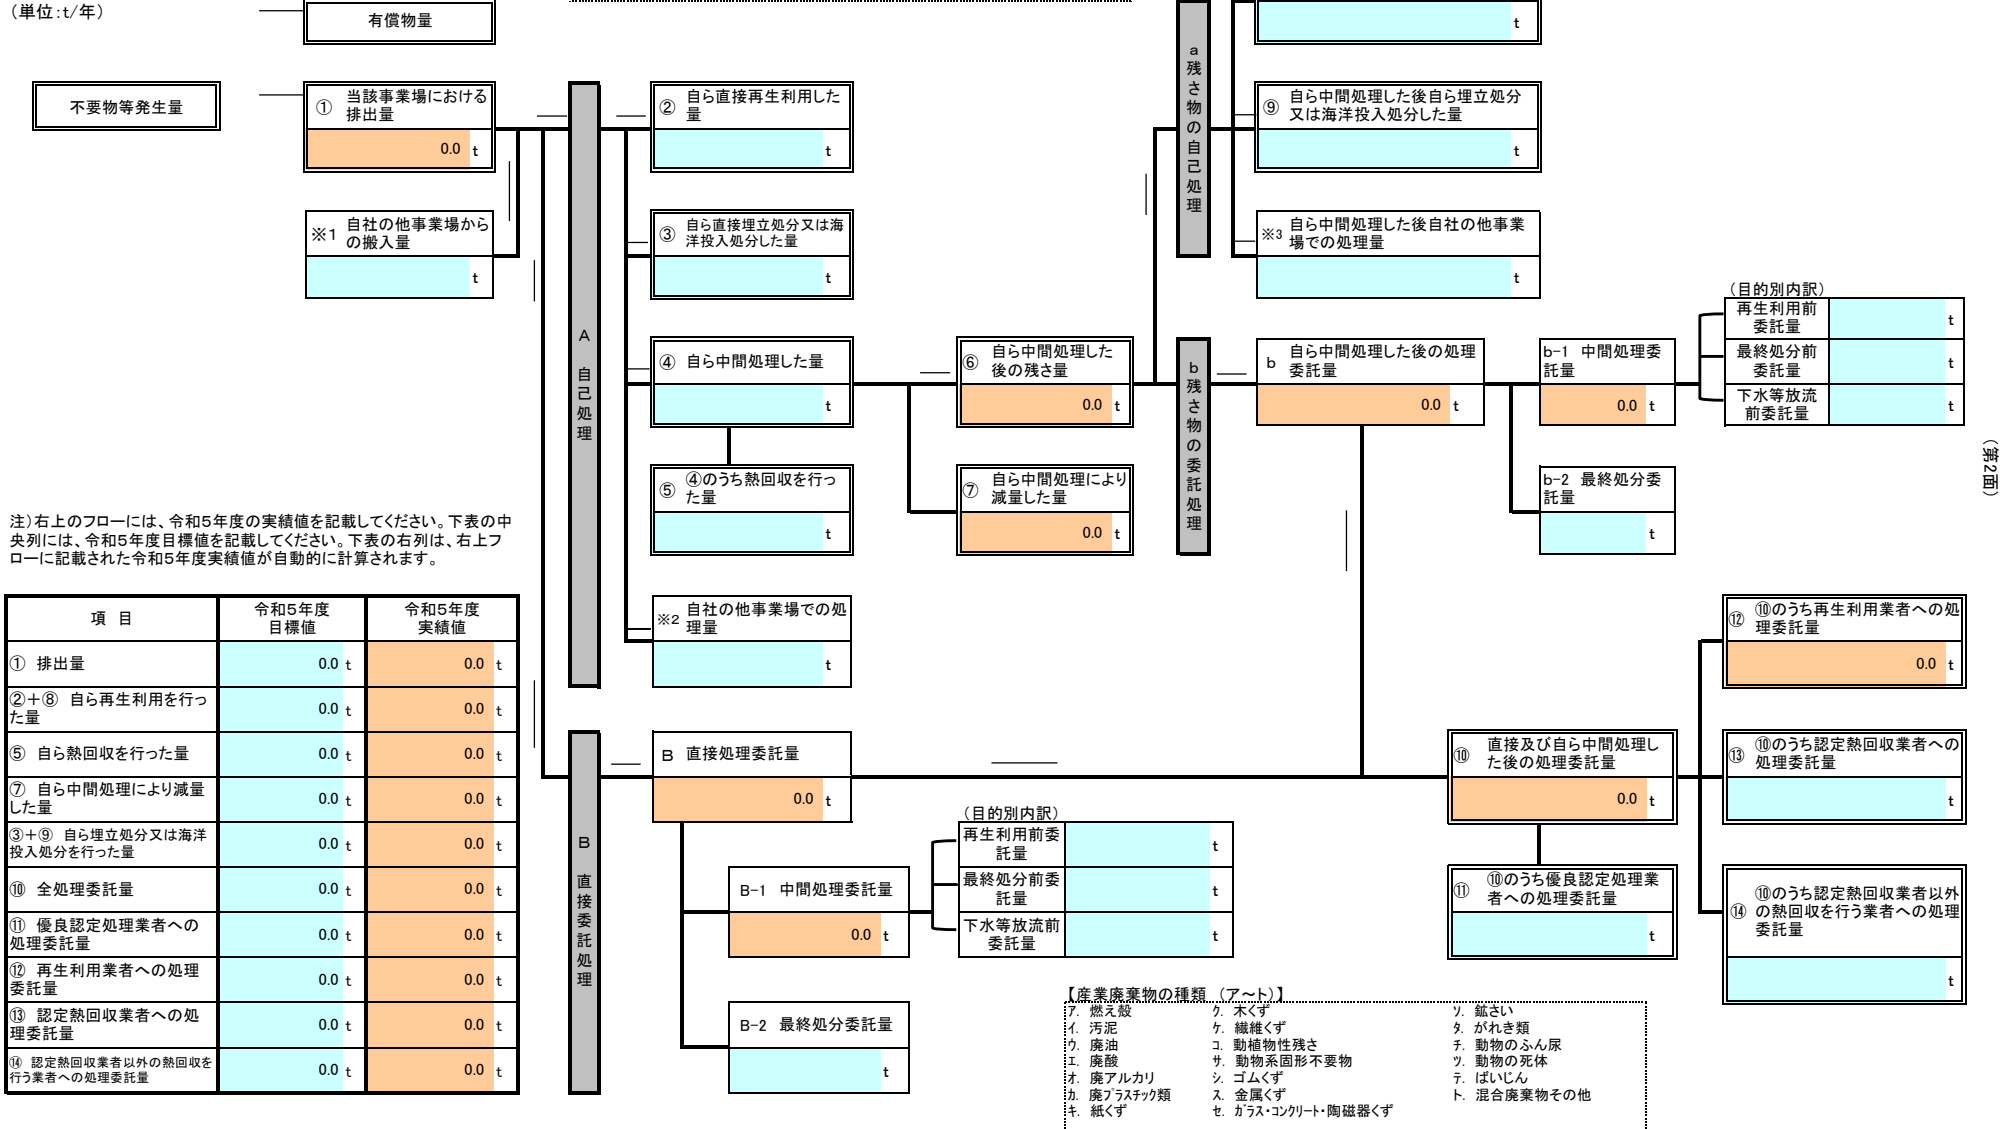 （単位:t/年）
有償物量
t
不要物等発生量
① 当該事業場における
排出量
0.0 t
※1 自社の他事業場から
の搬入量
t
A 自己処理
② 自ら直接再生利用した
量
t
③ 自ら直接埋立処分又は海
洋投入処分した量
t
④ 自ら中間処理した量
t
⑤ ④のうち熱回収を行っ
た量
t
※2 自社の他事業場での処
理量
t
⑥ 自ら中間処理した
後の残さ量
0.0 t
⑦ 自ら中間処理により
減量した量
0.0 t
a 残さ物の自己処理
⑨ 自ら中間処理した後自ら埋立処分
又は海洋投入処分した量
t
※3 自ら中間処理した後自社の他事業
場での処理量
t
b 残さ物の委託処理
b 自ら中間処理した後の処理
委託量
0.0 t
b-1 中間処理委
託量
0.0 t
b-2 最終処分委
託量
t
（目的別内訳）
再生利用前
委託量
t
最終処分前
委託量
t
下水等放流
前委託量
t
（第2面）
注）右上のフローには、令和5年度の実績値を記載してください。下表の中
央列には、令和5年度目標値を記載してください。下表の右列は、右上フ
ローに記載された令和5年度実績値が自動的に計算されます。
項 目 令和5年度
目標値 令和5年度
実績値
① 排出量 0.0 t 0.0 t
②＋⑧ 自ら再生利用を行っ
た量 0.0 t 0.0 t
⑤ 自ら熱回収を行った量 0.0 t 0.0 t
⑦ 自ら中間処理により減量
した量 0.0 t 0.0 t
③＋⑨ 自ら埋立処分又は海洋
投入処分を行った量 0.0 t 0.0 t
⑩ 全処理委託量 0.0 t 0.0 t
⑪ 優良認定処理業者への
処理委託量 0.0 t 0.0 t
⑫ 再生利用業者への処理
委託量 0.0 t 0.0 t
⑬ 認定熱回収業者への処
理委託量 0.0 t 0.0 t
⑭ 認定熱回収業者以外の熱回収を
行う業者への処理委託量 0.0 t 0.0 t
B 直接委託処理
B 直接処理委託量
0.0 t
B-1 中間処理委託量
0.0 t
B-2 最終処分委託量
t
（目的別内訳）
再生利用前委
託量
t
最終処分前委
託量
t
下水等放流前
委託量
t
⑩ 直接及び自ら中間処理し
た後の処理委託量
0.0 t
⑪ ⑩のうち優良認定処理業
者への処理委託量
t
⑫ ⑩のうち再生利用業者への処
理委託量
0.0 t
⑬ ⑩のうち認定熱回収業者への
処理委託量
t
⑭ ⑩のうち認定熱回収業者以外
の熱回収を行う業者への処理
委託量
t
【産業廃棄物の種類 （ア～ト）】
ｱ. 燃え殻 ｸ. 木くず ｿ. 鉱さい
ｲ. 汚泥 ｹ. 繊維くず ﾀ. がれき類
ｳ. 廃油 ｺ. 動植物性残さ ﾁ. 動物のふん尿
ｴ. 廃酸 ｻ. 動物系固形不要物 ﾂ. 動物の死体
ｵ. 廃アルカリ ｼ. ゴムくず ﾃ. ばいじん
ｶ. 廃ﾌﾟﾗｽﾁｯｸ類 ｽ. 金属くず ﾄ. 混合廃棄物その他
ｷ. 紙くず ｾ. ｶﾞﾗｽ・ｺﾝｸﾘｰﾄ・陶磁器くず